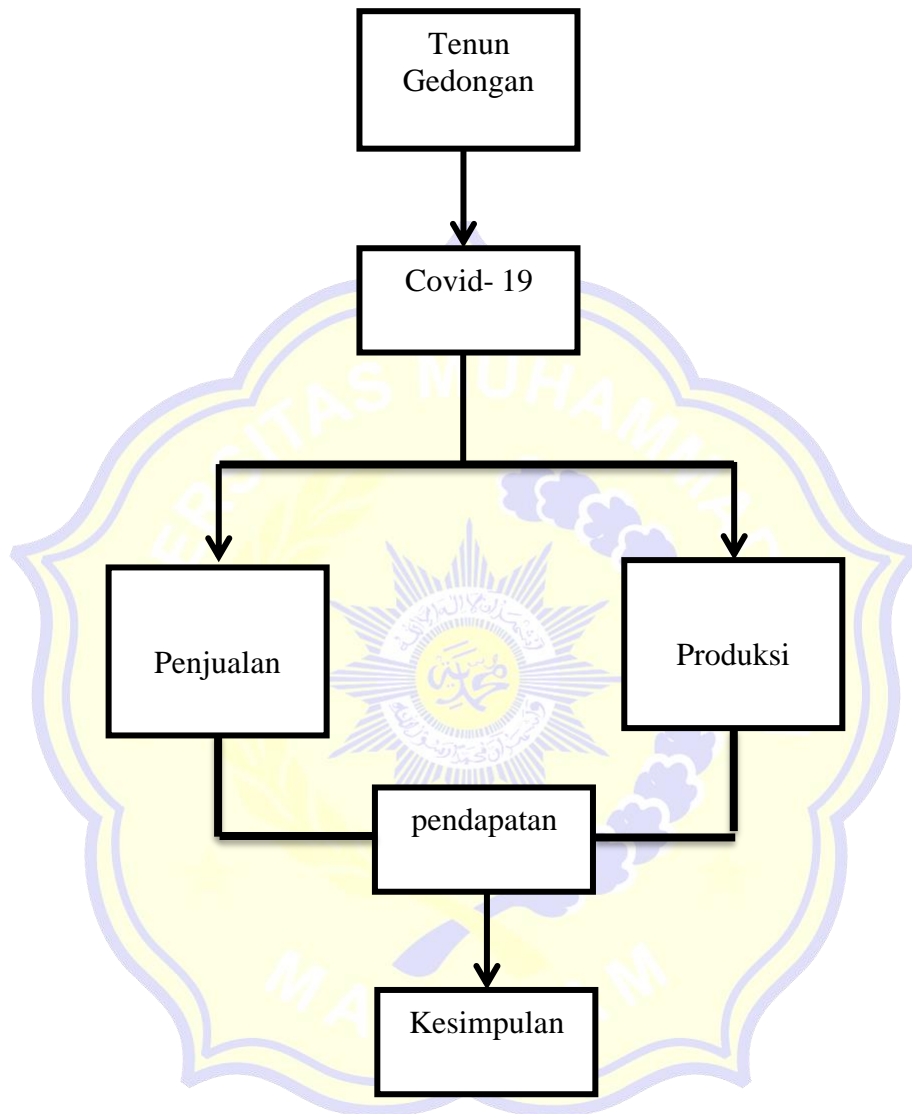 Tenun
Gedongan
Covid- 19
Penjualan
Produksi
pendapatan
Kesimpulan